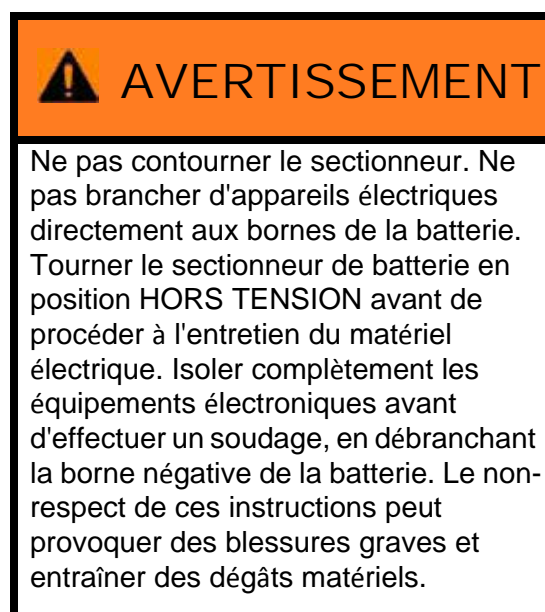 AVERTISSEMENT
Ne pas contourner le sectionneur. Ne
pas brancher d'appareils électriques
directement aux bornes de la batterie.
Tourner le sectionneur de batterie en
position HORS TENSION avant de
procéder à l'entretien du matériel
électrique. Isoler complètement les
équipements électroniques avant
d'effectuer un soudage, en débranchant
la borne négative de la batterie. Le non-
respect de ces instructions peut
provoquer des blessures graves et
entraîner des dégâts matériels.